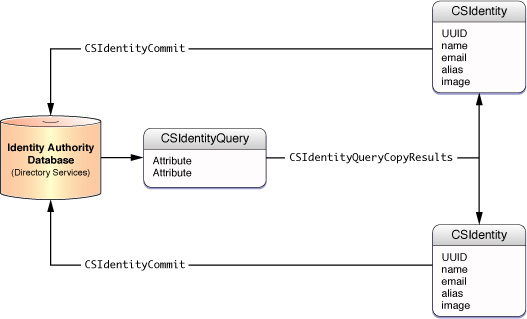 CSIdentity
UUID
name
email
alias
image
CSIdentityCommit
Identity Authority
Database
(Directory Services)
CSIdentityQuery
Attribute
Attribute
CSIdentityQueryCopyResults
CSIdentity
UUID
name
email
alias
image
CSIdentityCommit